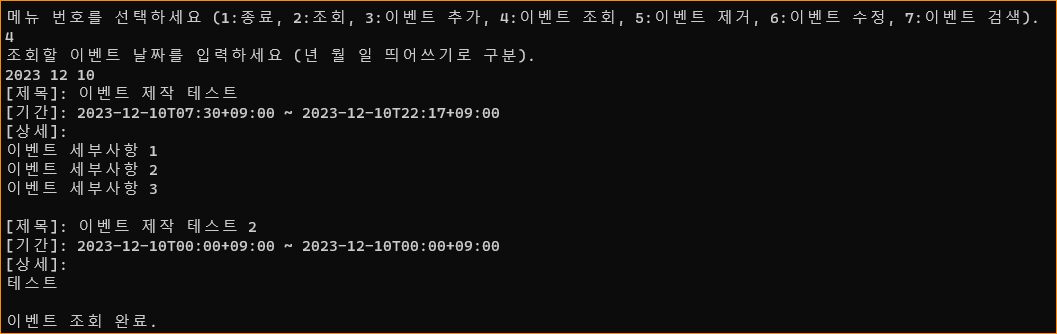 메뉴 번호를 선택하세요 (1:종료, 2:조회, 3:이벤트 추가, 4:이벤트 조회, 5:이벤트 제거, 6:이벤트 수정, 7:이벤트 검색).
4
조회할 이벤트 날짜를 입력하세요 (년 월 일 띄어쓰기로 구분).
2023 12 10
[제목]: 이벤트 제작 테스트
[기간]: 2023-12-10T07:30+09:00 ~ 2023-12-10T22:17+09:00
[상세]:
이벤트 세부사항 1
이벤트 세부사항 2
이벤트 세부사항 3
[제목]: 이벤트 제작 테스트 2
[기간]: 2023-12-10T00:00+09:00 ~ 2023-12-10T00:00+09:00
[상세]:
테스트
이벤트 조회 완료.